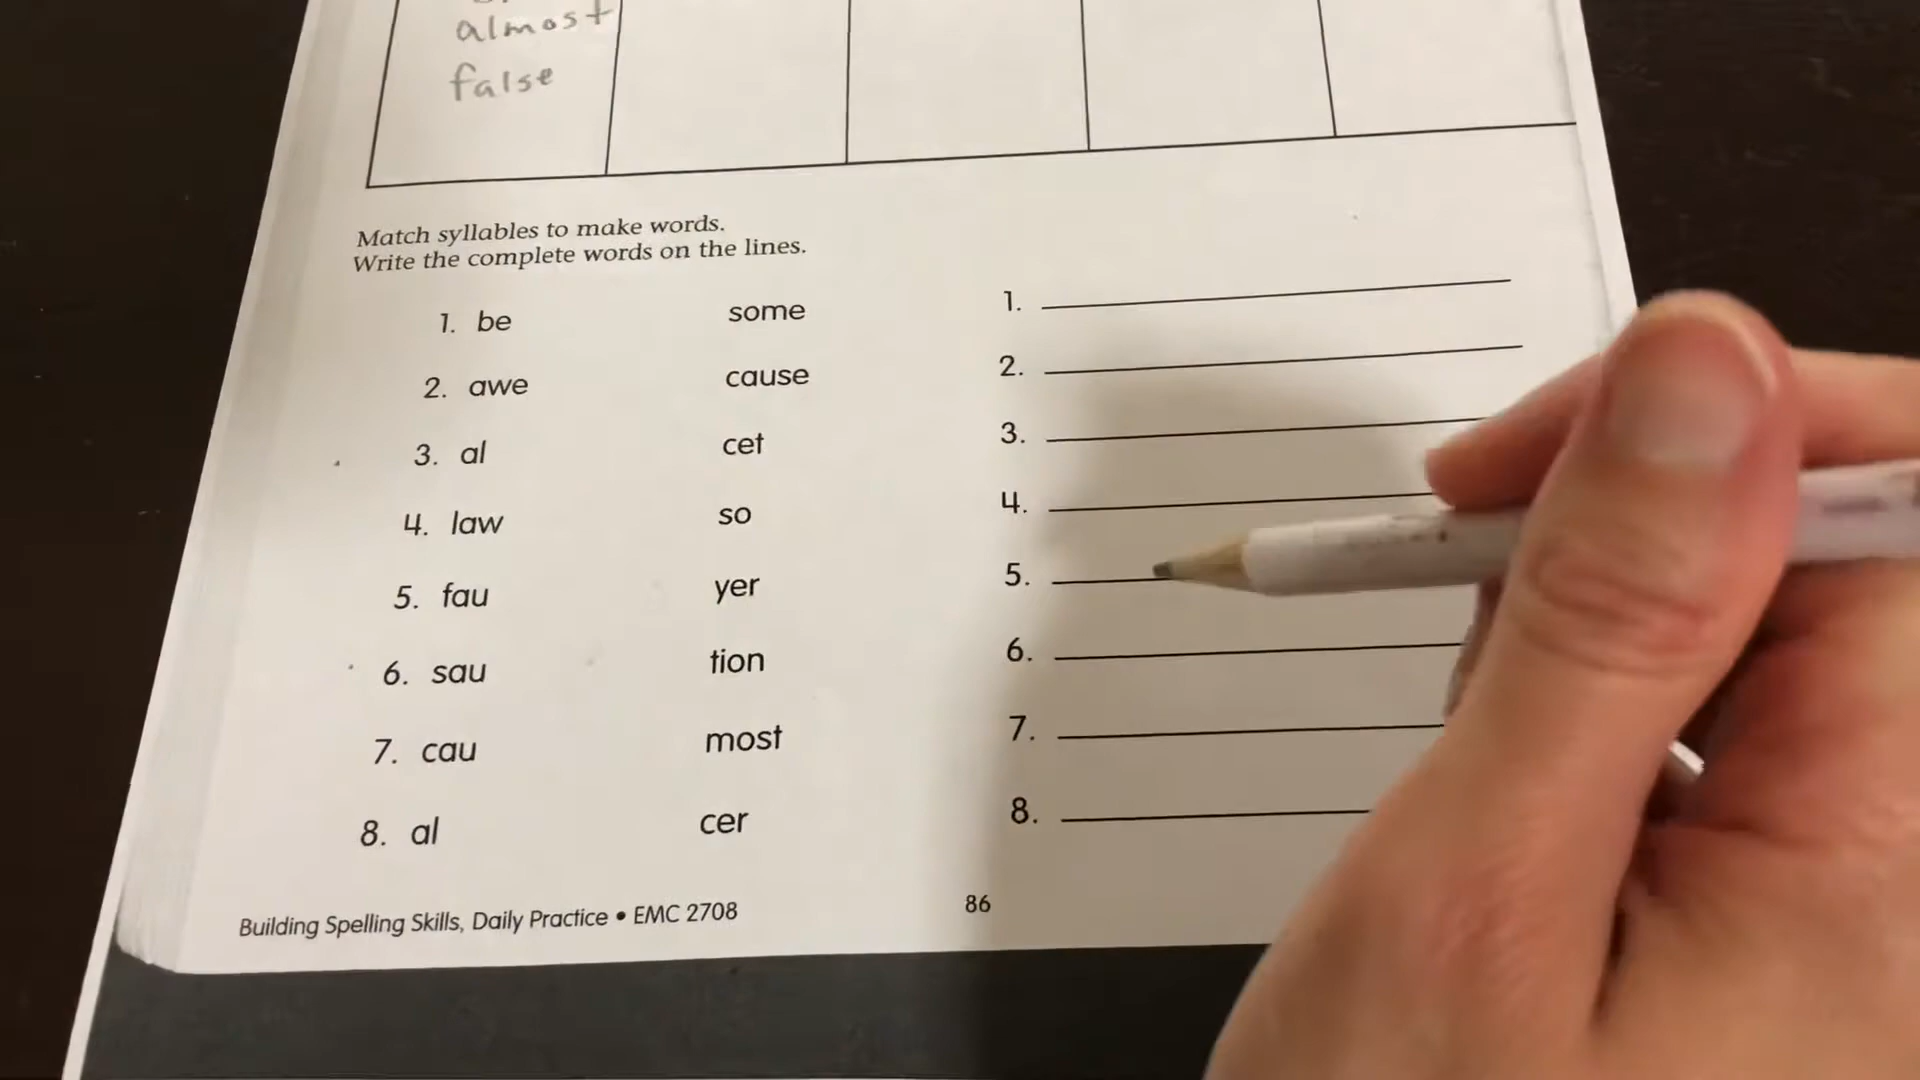 almost
false
Match syllables to make words.
Write the complete words on the lines.
1. be some 1.
2. awe cause 2.
3. al cet 3.
4. law so 4.
5. fau yer 5.
6. sau tion 6.
7. cau most 7.
8. al cer 8.
Building Spelling Skills, Daily Practice • EMC 2708 86